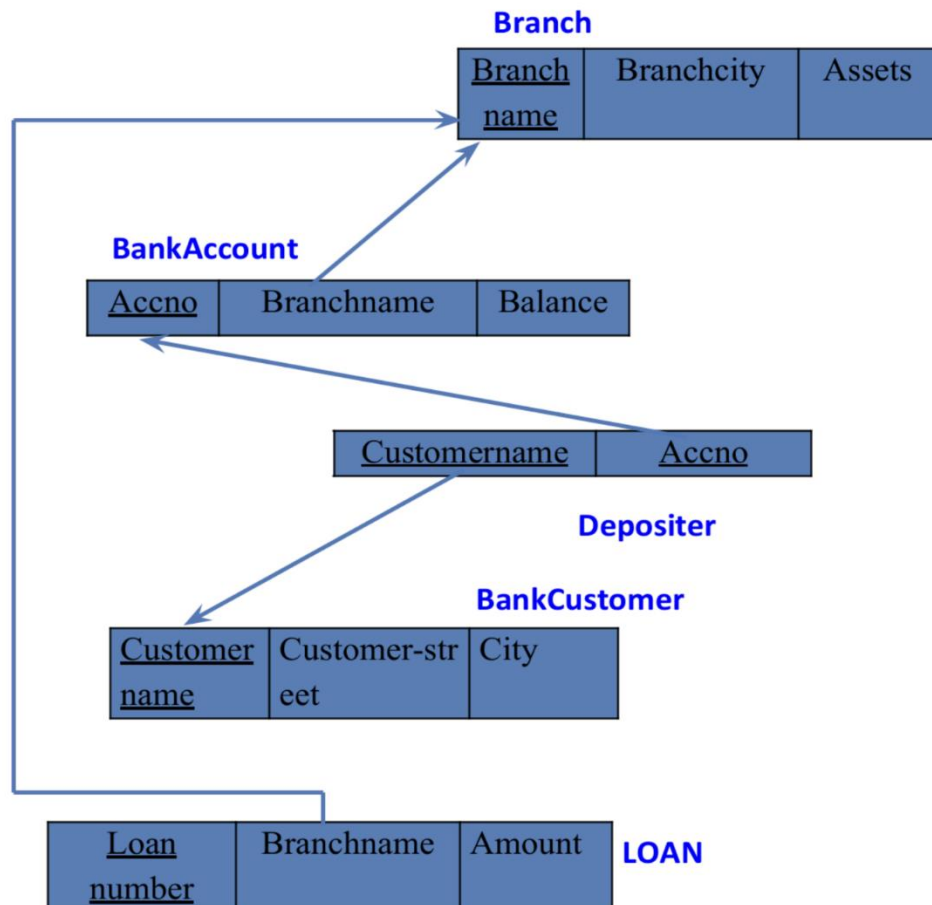 Branch
Branch Branchcity Assets
name
BankAccount
Accno Branchname Balance
Customername Accno
Depositer
BankCustomer
Customer Customer-str City
name eet
Loan Branchname Amount LOAN
number